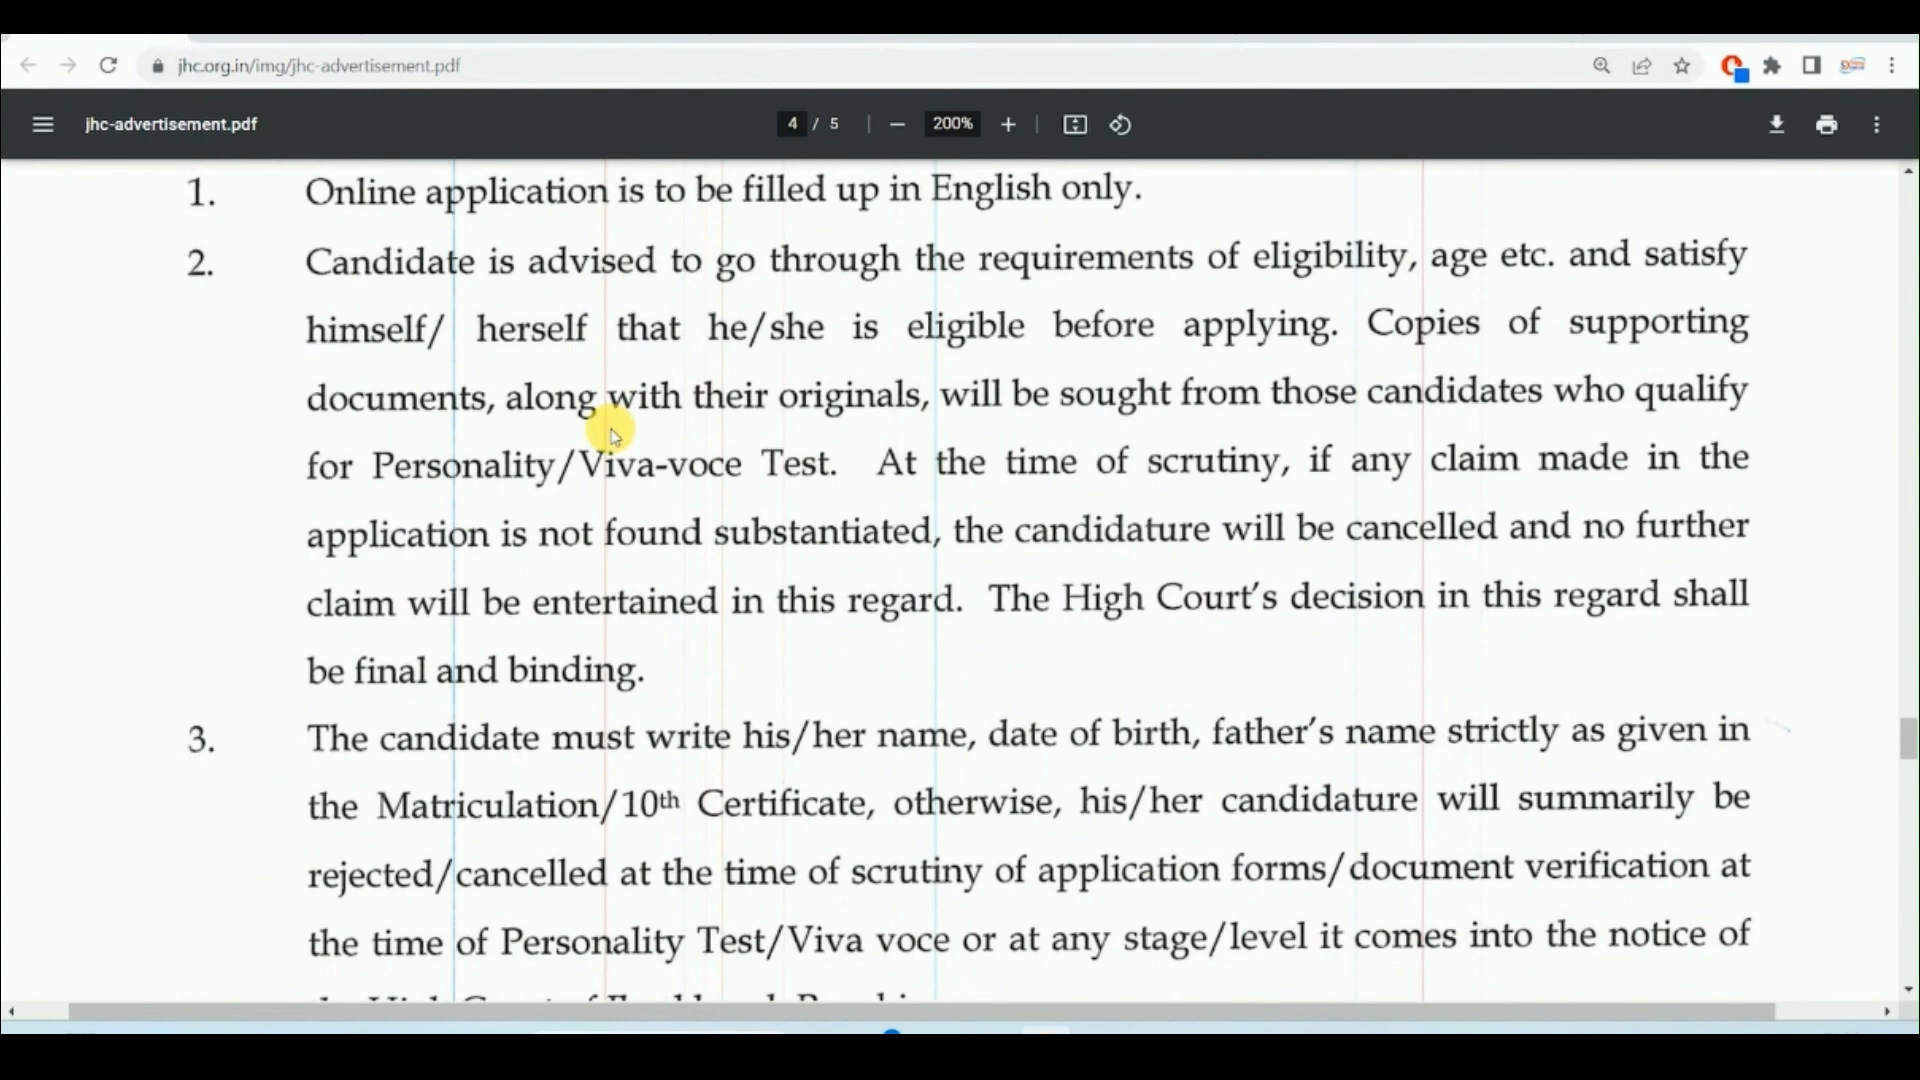 jhc.org.in/img/jhc-advertisement.pdf
jhc-advertisement.pdf
4 / 5
200%
1. Online application is to be filled up in English only.
2. Candidate is advised to go through the requirements of eligibility, age etc. and satisfy
himself/ herself that he/she is eligible before applying. Copies of supporting
documents, along with their originals, will be sought from those candidates who qualify
for Personality/Viva-voce Test. At the time of scrutiny, if any claim made in the
application is not found substantiated, the candidature will be cancelled and no further
claim will be entertained in this regard. The High Court's decision in this regard shall
be final and binding.
3. The candidate must write his/her name, date of birth, father's name strictly as given in
the Matriculation/10th Certificate, otherwise, his/her candidature will summarily be
rejected/cancelled at the time of scrutiny of application forms/document verification at
the time of Personality Test/Viva voce or at any stage/level it comes into the notice of